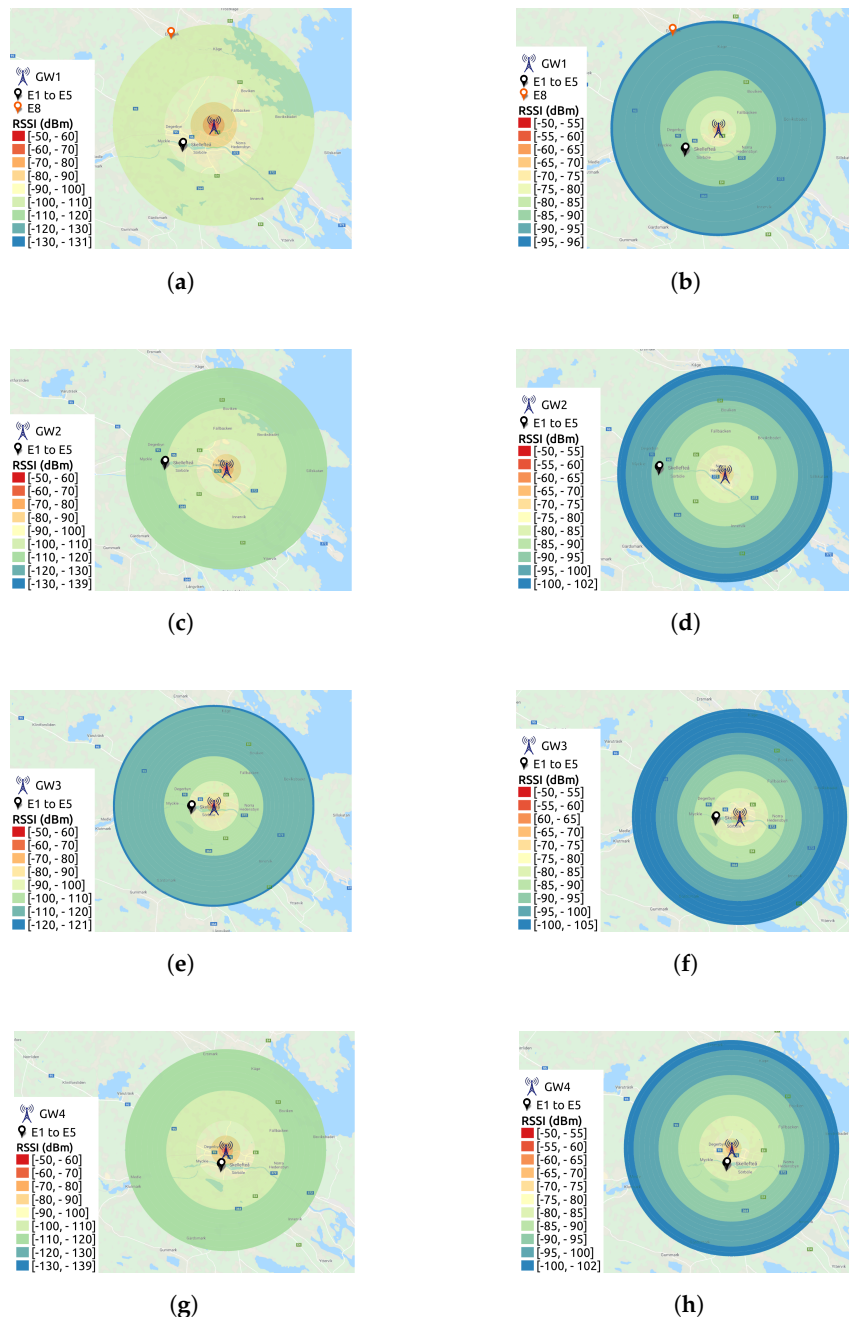 GW1
E1 to E5
E8
RSSI (dBm)
[-50, - 60]
[-60, - 70]
[-70, - 80]
[-80, - 90]
[-90, - 100]
[-100, - 110]
[-110, - 120]
[-120, - 130]
[-130, - 131]
(a)
GW1
E1 to E5
E8
RSSI (dBm)
[-50, - 55]
[-55, - 60]
[-60, - 65]
[-65, - 70]
[-70, - 75]
[-75, - 80]
[-80, - 85]
[-85, - 90]
[-90, - 95]
[-95, - 96]
(b)
GW2
E1 to E5
RSSI (dBm)
[-50, - 60]
[-60, - 70]
[-70, - 80]
[-80, - 90]
[-90, - 100]
[-100, - 110]
[-110, - 120]
[-120, - 130]
[-130, - 139]
(c)
GW2
E1 to E5
RSSI (dBm)
[-50, - 55]
[-55, - 60]
[-60, - 65]
[-65, - 70]
[-70, - 75]
[-75, - 80]
[-80, - 85]
[-85, - 90]
[-90, - 95]
[-95, - 100]
[-100, - 102]
(d)
GW3
E1 to E5
RSSI (dBm)
[-50, - 60]
[-60, - 70]
[-70, - 80]
[-80, - 90]
[-90, - 100]
[-100, - 110]
[-110, - 120]
[-120, - 121]
(e)
GW3
E1 to E5
RSSI (dBm)
[-50, - 55]
[-55, - 60]
[60, - 65]
[-65, - 70]
[-70, - 75]
[-75, - 80]
[-80, - 85]
[-85, - 90]
[-90, - 95]
[-95, - 100]
[-100, - 105]
(f)
GW4
E1 to E5
RSSI (dBm)
[-50, - 60]
[-60, - 70]
[-70, - 80]
[-80, - 90]
[-90, - 100]
[-100, - 110]
[-110, - 120]
[-120, - 130]
[-130, - 139]
(g)
GW4
E1 to E5
RSSI (dBm)
[-50, - 55]
[-55, - 60]
[-60, - 65]
[-65, - 70]
[-70, - 75]
[-75, - 80]
[-80, - 85]
[-85, - 90]
[-90, - 95]
[-95, - 100]
[-100, - 102]
(h)